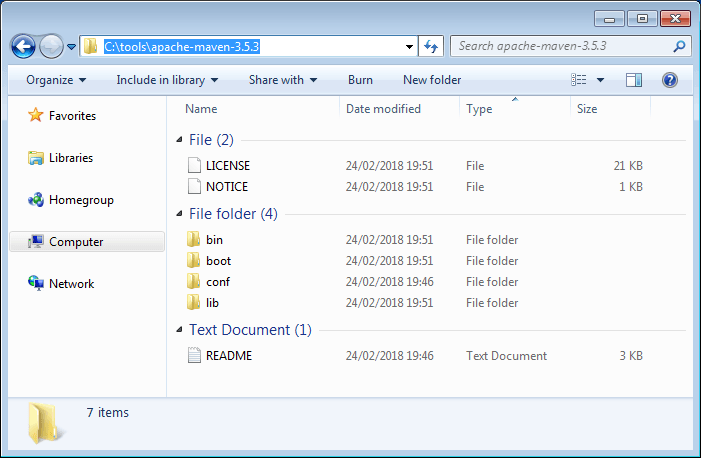 C:\tools\apache-maven-3.5.3
Search apache-maven-3.5.3
Organize Include in library Share with Burn New folder
Favorites
Libraries
Homegroup
Computer
Network
Name Date modified Type Size
File (2)
LICENSE 24/02/2018 19:51 File 21 KB
NOTICE 24/02/2018 19:51 File 1 KB
File folder (4)
bin 24/02/2018 19:51 File folder
boot 24/02/2018 19:51 File folder
conf 24/02/2018 19:46 File folder
lib 24/02/2018 19:51 File folder
Text Document (1)
README 24/02/2018 19:46 Text Document 3 KB
7 items